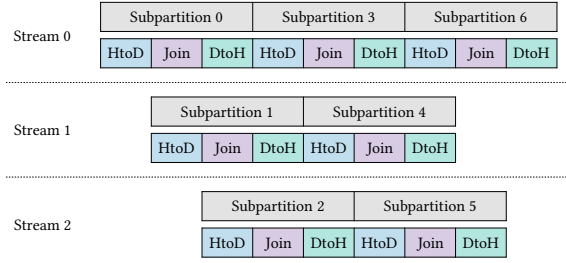 Subpartition 0 Subpartition 3 Subpartition 6
Stream 0
HtoD Join DtoH HtoD Join DtoH HtoD Join DtoH
Subpartition 1 Subpartition 4
Stream 1
HtoD Join DtoH HtoD Join DtoH
Subpartition 2 Subpartition 5
Stream 2
HtoD Join DtoH HtoD Join DtoH